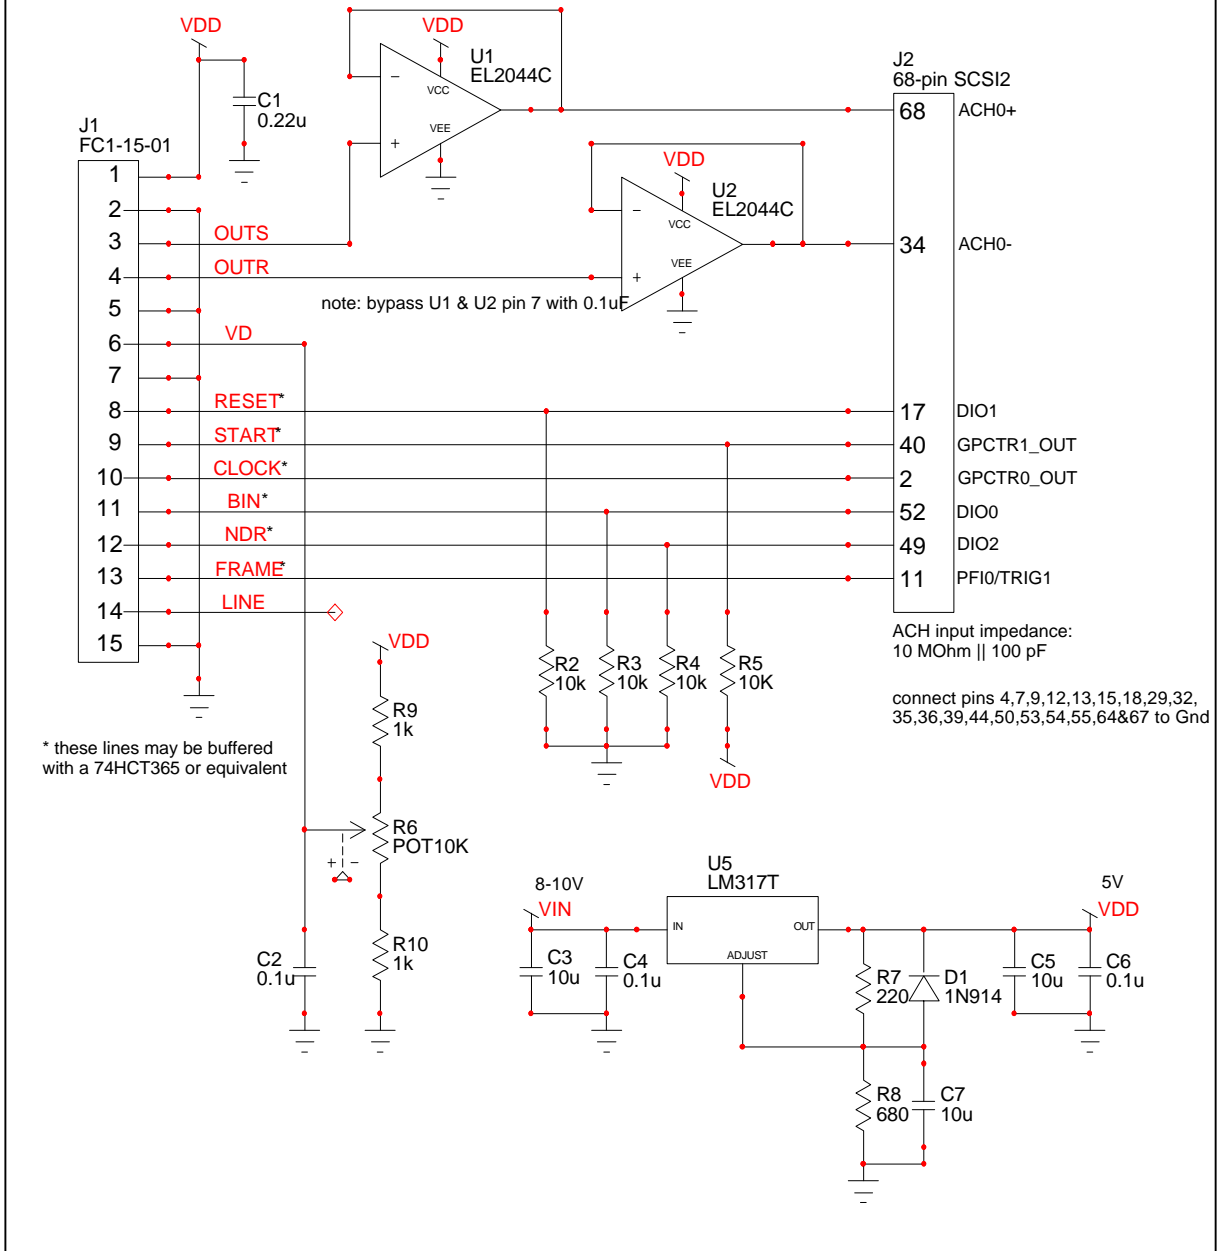 VDD
VDD
U1
EL2044C
J2
68-pin SCSI2
VCC
C1
0.22u
68
ACH0+
J1
FC1-15-01
VEE
VDD
1
U2
EL2044C
2
VCC
OUTS
3
34
ACH0-
OUTR
4
VEE
note: bypass U1 & U2 pin 7 with 0.1uF
5
VD
6
7
RESET*
8
17
DIO1
START*
9
40
GPCTR1_OUT
CLOCK*
10
2
GPCTR0_OUT
BIN*
11
52
DIO0
NDR*
12
49
DIO2
FRAME*
13
11
PFI0/TRIG1
LINE
14
15
VDD
ACH input impedance:
10 MOhm || 100 pF
R2
10k
R3
10k
R4
10k
R5
10K
connect pins 4,7,9,12,13,15,18,29,32,
35,36,39,44,50,53,54,55,64&67 to Gnd
R9
1k
* these lines may be buffered
with a 74HCT365 or equivalent
VDD
R6
POT10K
+ -
U5
LM317T
8-10V
VIN
5V
VDD
IN
OUT
ADJUST
R10
1k
C2
0.1u
C3
10u
C4
0.1u
R7
220
D1
1N914
C5
10u
C6
0.1u
R8
680
C7
10u